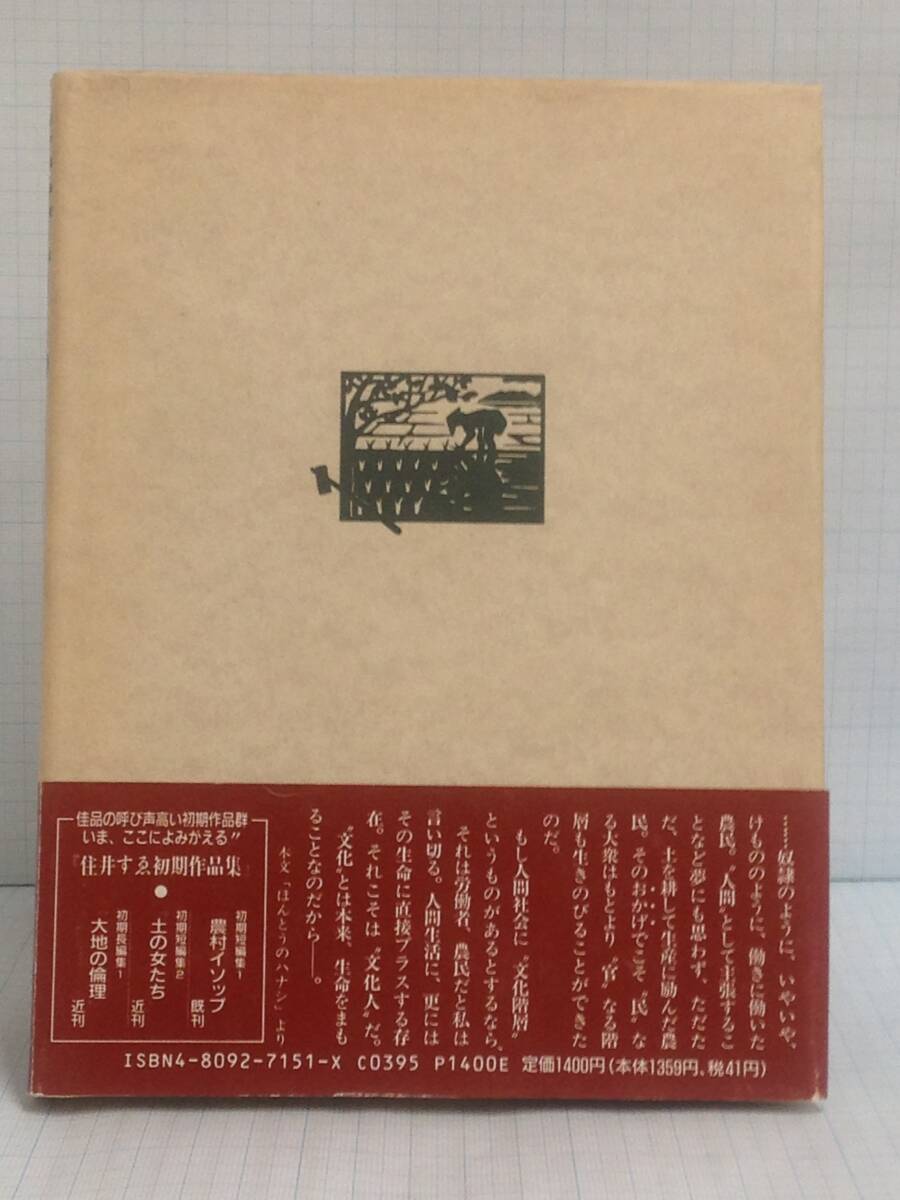 ……奴隷のように、いやいや、
けもののように、働きに働いた
農民。〝人間〟として主張するこ
となど夢にも思わず、ただただ
だ、土を耕して生産に励んだ農
民。そのおかげでこそ、〝民〟な
る大衆はもとより〝官〟なる階
層も生きのびることができた
のだ。
もし人間社会に〝文化階層〟
というものがあるとするなら、
それは労働者、農民だと私は
言い切る。人間生活に、更には
その生命に直接プラスする存
在。それこそは〝文化人〟だ。
〝文化〟とは本来、生命をまも
ることなのだから――。
本文「ほんとうのハナシ」より
佳品の呼び声高い初期作品群
いま、ここによみがえる〃
『住井すゑ初期作品集』
●
初期短編集1
農村イソップ 既刊
初期短編集2
土の女たち 近刊
初期長編集1
大地の倫理 近刊
ISBN4-8092-7151-X C0395 P1400E 定価1400円(本体1359円、税41円)